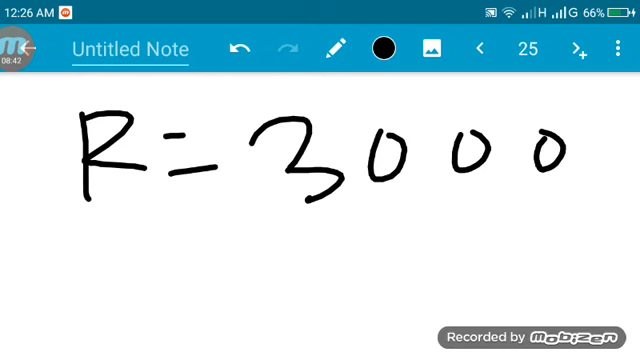 12:26 AM H G 66%
08:42 Untitled Note 25
R = 3000
Recorded by mobizen